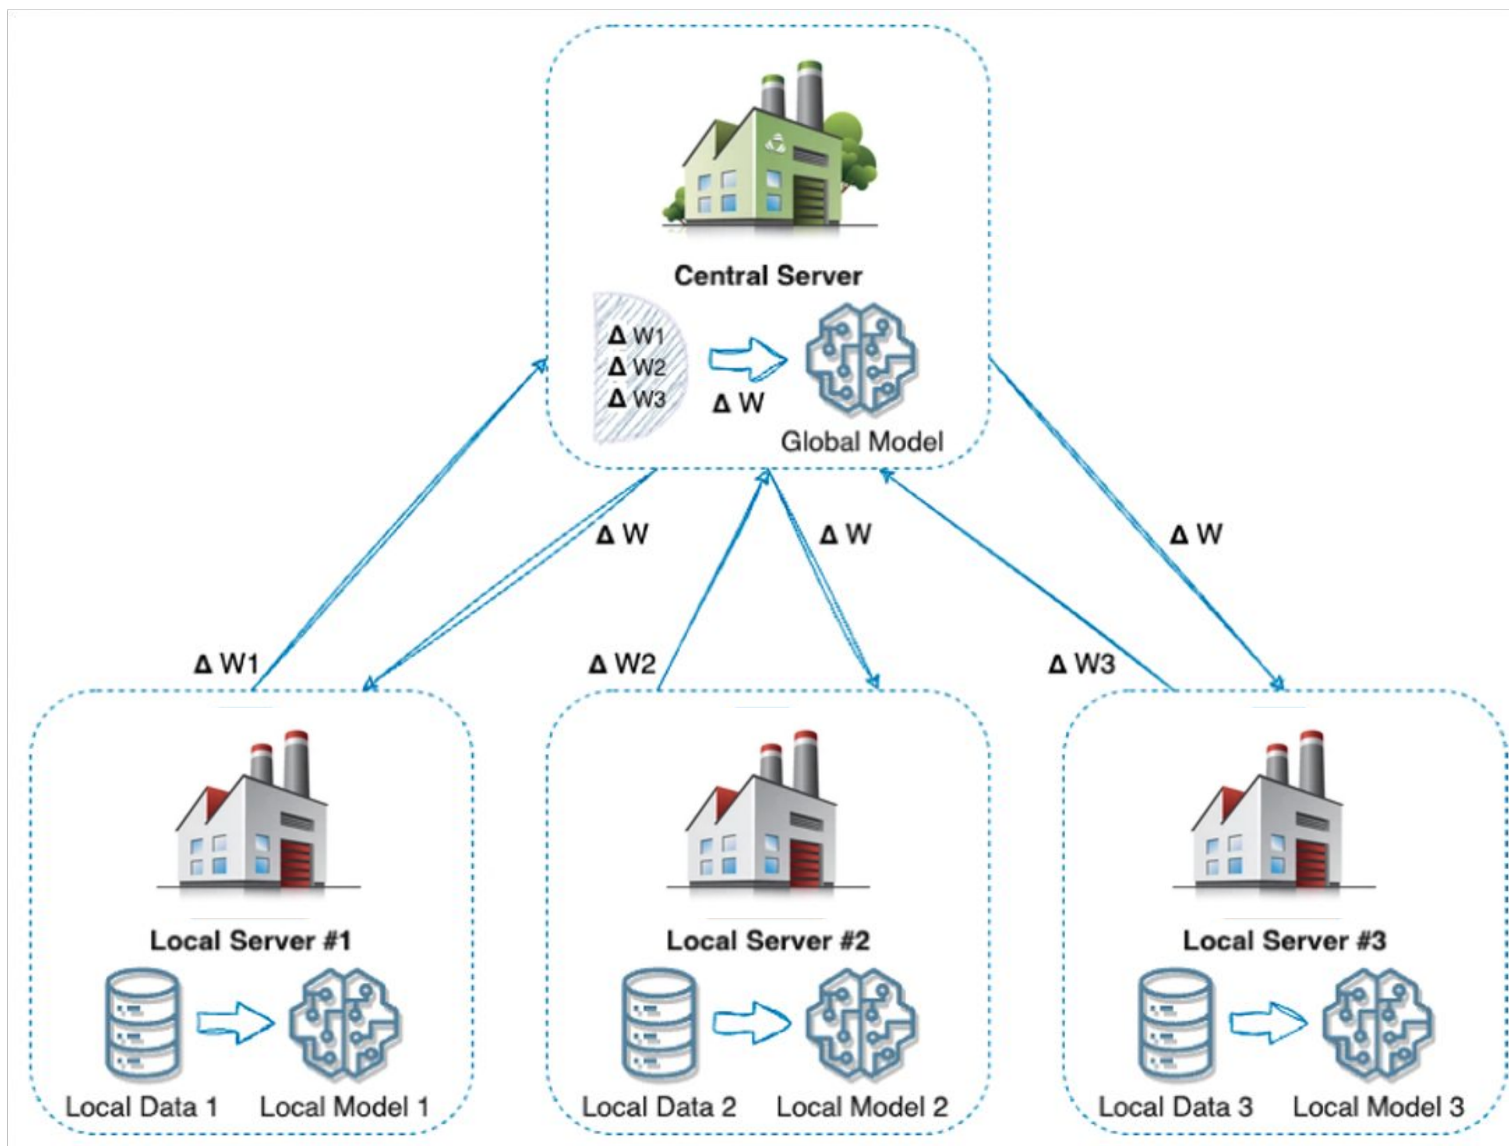 Central Server
Δ W1
Δ W2
Δ W3
Δ W
Global Model
Δ W
Δ W
Δ W
Δ W1
Δ W2
Δ W3
Local Server #1
Local Server #2
Local Server #3
Local Data 1
Local Model 1
Local Data 2
Local Model 2
Local Data 3
Local Model 3